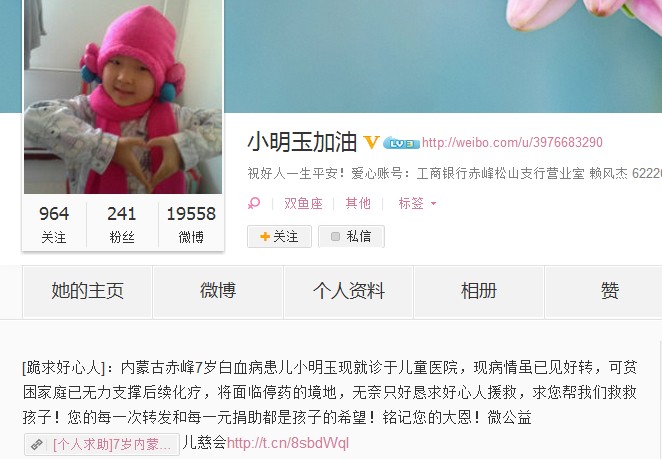 小明玉加油 V LV 3 http://weibo.com/u/3976683290
祝好人一生平安！爱心账号：工商银行赤峰松山支行营业室 赖风杰 6222
双鱼座 其他 标签
964 241 19558
关注 粉丝 微博
关注 私信
她的主页 微博 个人资料 相册 赞
[跪求好心人]：内蒙古赤峰7岁白血病患儿小明玉现就诊于儿童医院，现病情虽已见好转，可贫
困家庭已无力支撑后续化疗，将面临停药的境地，无奈只好恳求好心人援救，求您帮我们救救
孩子！您的每一次转发和每一元捐助都是孩子的希望！铭记您的大恩！微公益
[个人求助]7岁内蒙... 儿慈会http://t.cn/8sbdWql